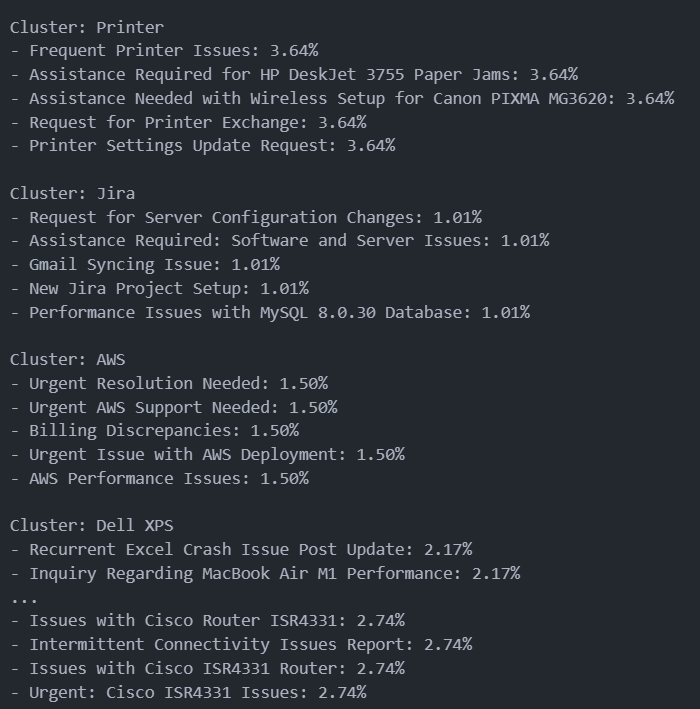 Cluster: Printer
- Frequent Printer Issues: 3.64%
- Assistance Required for HP DeskJet 3755 Paper Jams: 3.64%
- Assistance Needed with Wireless Setup for Canon PIXMA MG3620: 3.64%
- Request for Printer Exchange: 3.64%
- Printer Settings Update Request: 3.64%
Cluster: Jira
- Request for Server Configuration Changes: 1.01%
- Assistance Required: Software and Server Issues: 1.01%
- Gmail Syncing Issue: 1.01%
- New Jira Project Setup: 1.01%
- Performance Issues with MySQL 8.0.30 Database: 1.01%
Cluster: AWS
- Urgent Resolution Needed: 1.50%
- Urgent AWS Support Needed: 1.50%
- Billing Discrepancies: 1.50%
- Urgent Issue with AWS Deployment: 1.50%
- AWS Performance Issues: 1.50%
Cluster: Dell XPS
- Recurrent Excel Crash Issue Post Update: 2.17%
- Inquiry Regarding MacBook Air M1 Performance: 2.17%
...
- Issues with Cisco Router ISR4331: 2.74%
- Intermittent Connectivity Issues Report: 2.74%
- Issues with Cisco ISR4331 Router: 2.74%
- Urgent: Cisco ISR4331 Issues: 2.74%